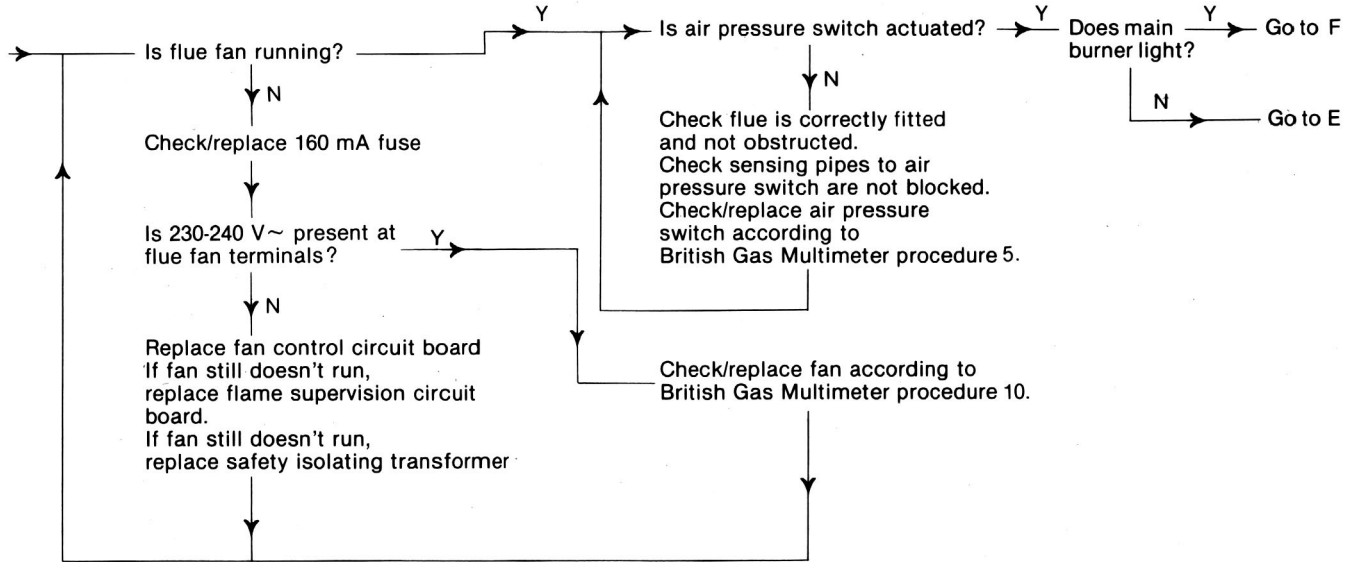 Is flue fan running?
Y
Is air pressure switch actuated?
Y
Does main
burner light?
Y
Go to F
N
Go to E
N
Check flue is correctly fitted
and not obstructed.
Check sensing pipes to air
pressure switch are not blocked.
Check/replace air pressure
switch according to
British Gas Multimeter procedure 5.
N
Check/replace 160 mA fuse
Is 230-240 V~ present at
flue fan terminals?
Y
N
Replace fan control circuit board
If fan still doesn't run,
replace flame supervision circuit
board.
If fan still doesn't run,
replace safety isolating transformer
Check/replace fan according to
British Gas Multimeter procedure 10.